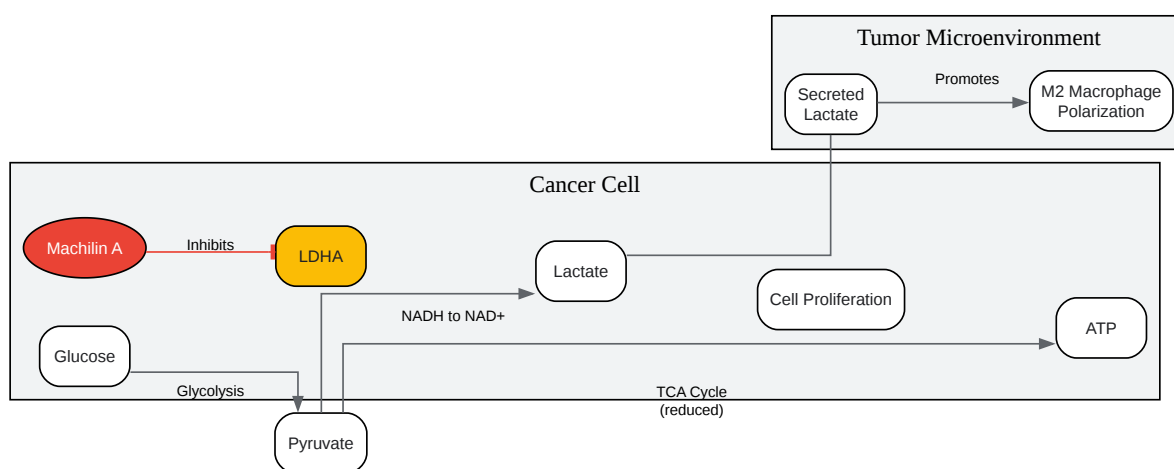 Tumor Microenvironment
Secreted
Lactate
Promotes
M2 Macrophage
Polarization
Cancer Cell
Machilin A
Inhibits
LDHA
Lactate
NADH to NAD+
Cell Proliferation
ATP
Glucose
Glycolysis
TCA Cycle
(reduced)
Pyruvate